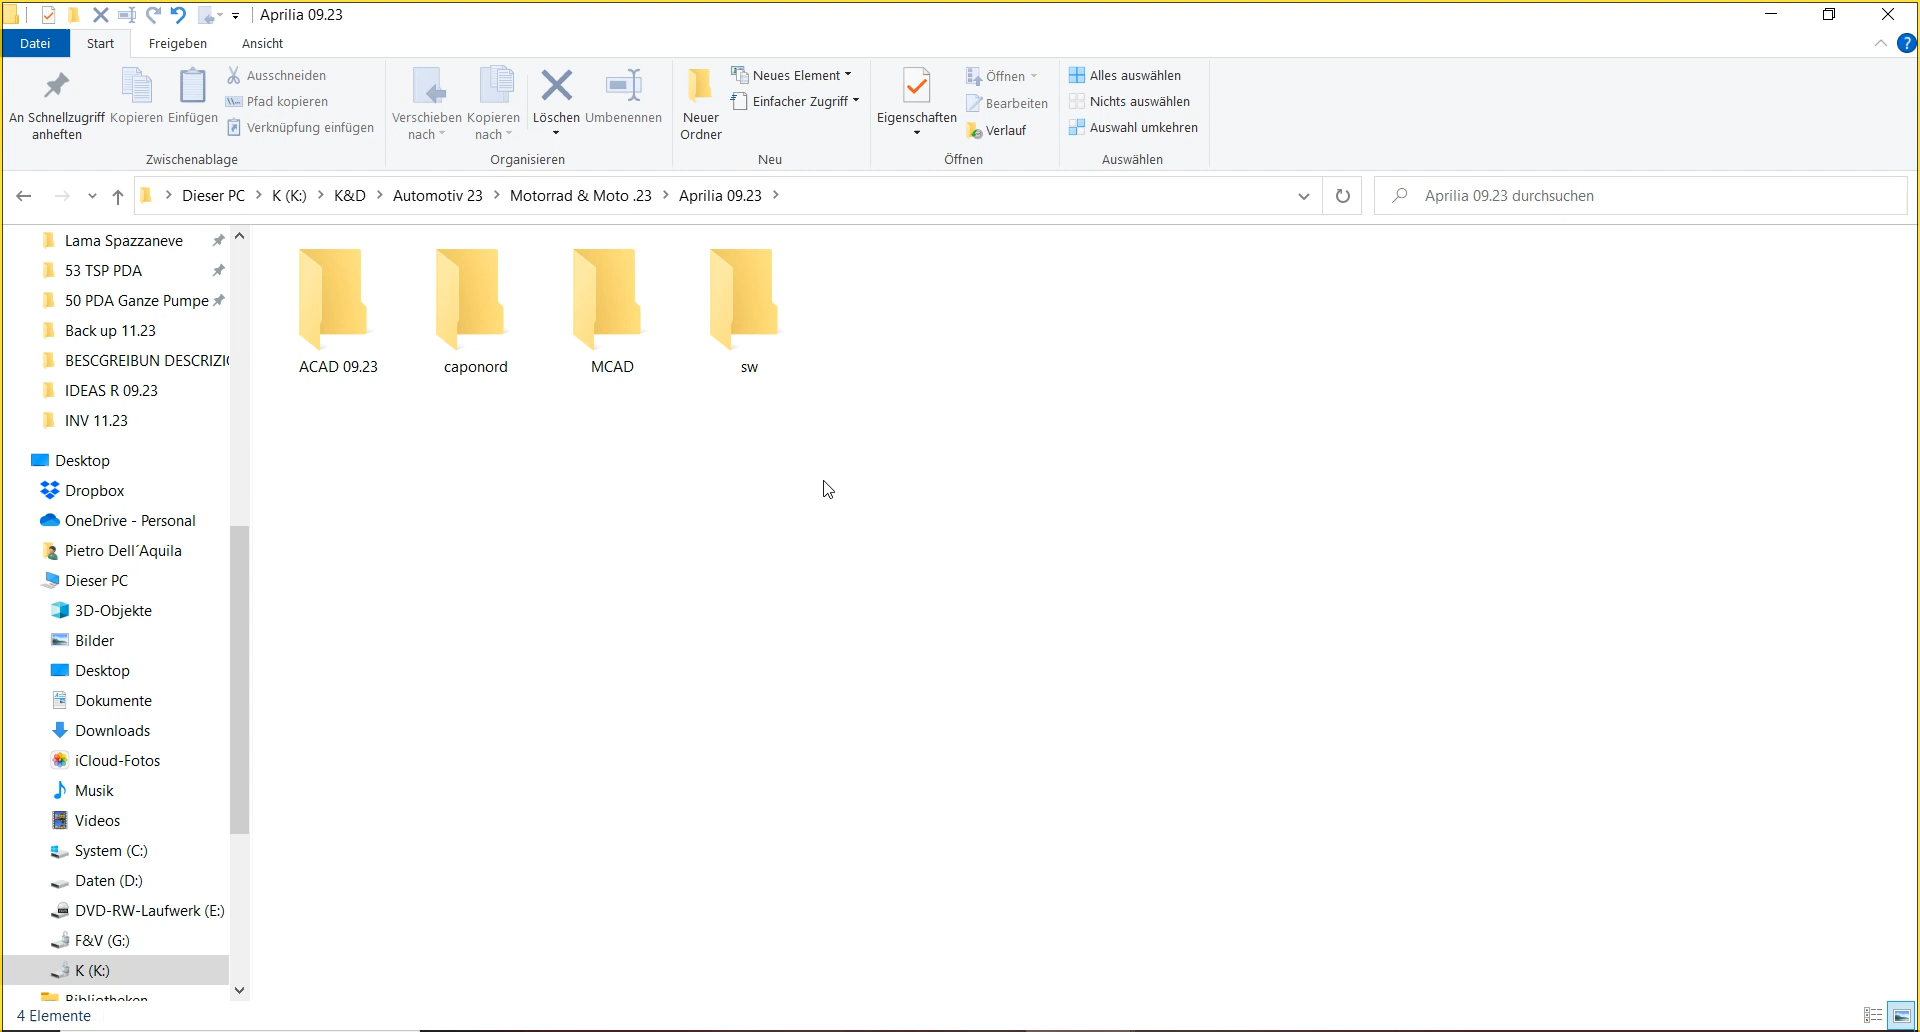 Aprilia 09.23
Datei Start Freigeben Ansicht
An Schnellzugriff anheften
Kopieren
Einfügen
Ausschneiden
Pfad kopieren
Verknüpfung einfügen
Zwischenablage
Verschieben nach
Kopieren nach
Löschen
Umbenennen
Organisieren
Neuer Ordner
Neues Element
Einfacher Zugriff
Neu
Eigenschaften
Öffnen
Bearbeiten
Verlauf
Öffnen
Alles auswählen
Nichts auswählen
Auswahl umkehren
Auswählen
Dieser PC > K (K:) > K&D > Automotiv 23 > Motorrad & Moto .23 > Aprilia 09.23 >
Aprilia 09.23 durchsuchen
Lama Spazzaneve
53 TSP PDA
50 PDA Ganze Pumpe
Back up 11.23
BESCGREIBUN DESCRIZI
IDEAS R 09.23
INV 11.23
Desktop
Dropbox
OneDrive - Personal
Pietro Dell´Aquila
Dieser PC
3D-Objekte
Bilder
Desktop
Dokumente
Downloads
iCloud-Fotos
Musik
Videos
System (C:)
Daten (D:)
DVD-RW-Laufwerk (E:)
F&V (G:)
K (K:)
Bibliotheken
ACAD 09.23
caponord
MCAD
sw
4 Elemente